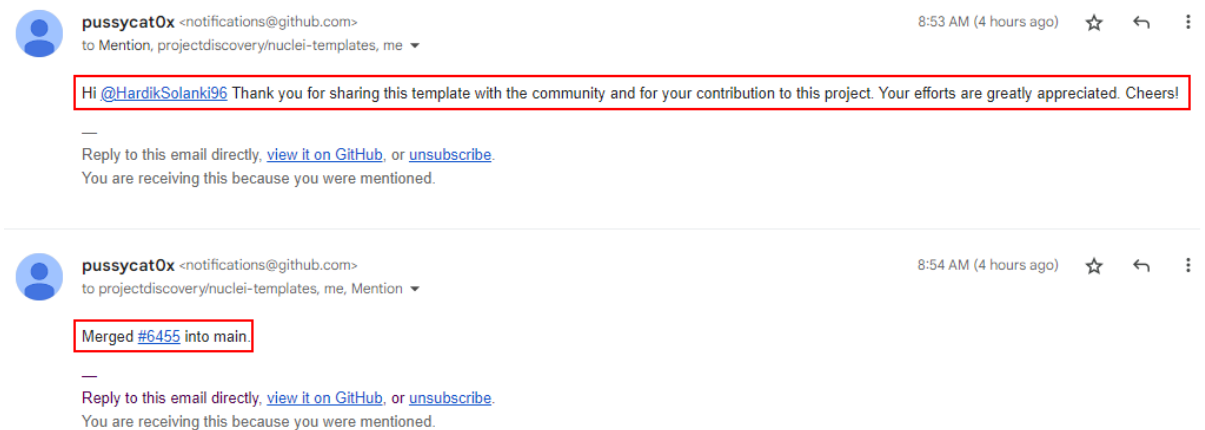 pussycat0x <notifications@github.com>
8:53 AM (4 hours ago)
to Mention, projectdiscovery/nuclei-templates, me
Hi @HardikSolanki96 Thank you for sharing this template with the community and for your contribution to this project. Your efforts are greatly appreciated. Cheers!
—
Reply to this email directly, view it on GitHub, or unsubscribe.
You are receiving this because you were mentioned.
pussycat0x <notifications@github.com>
8:54 AM (4 hours ago)
to projectdiscovery/nuclei-templates, me, Mention
Merged #6455 into main.
—
Reply to this email directly, view it on GitHub, or unsubscribe.
You are receiving this because you were mentioned.